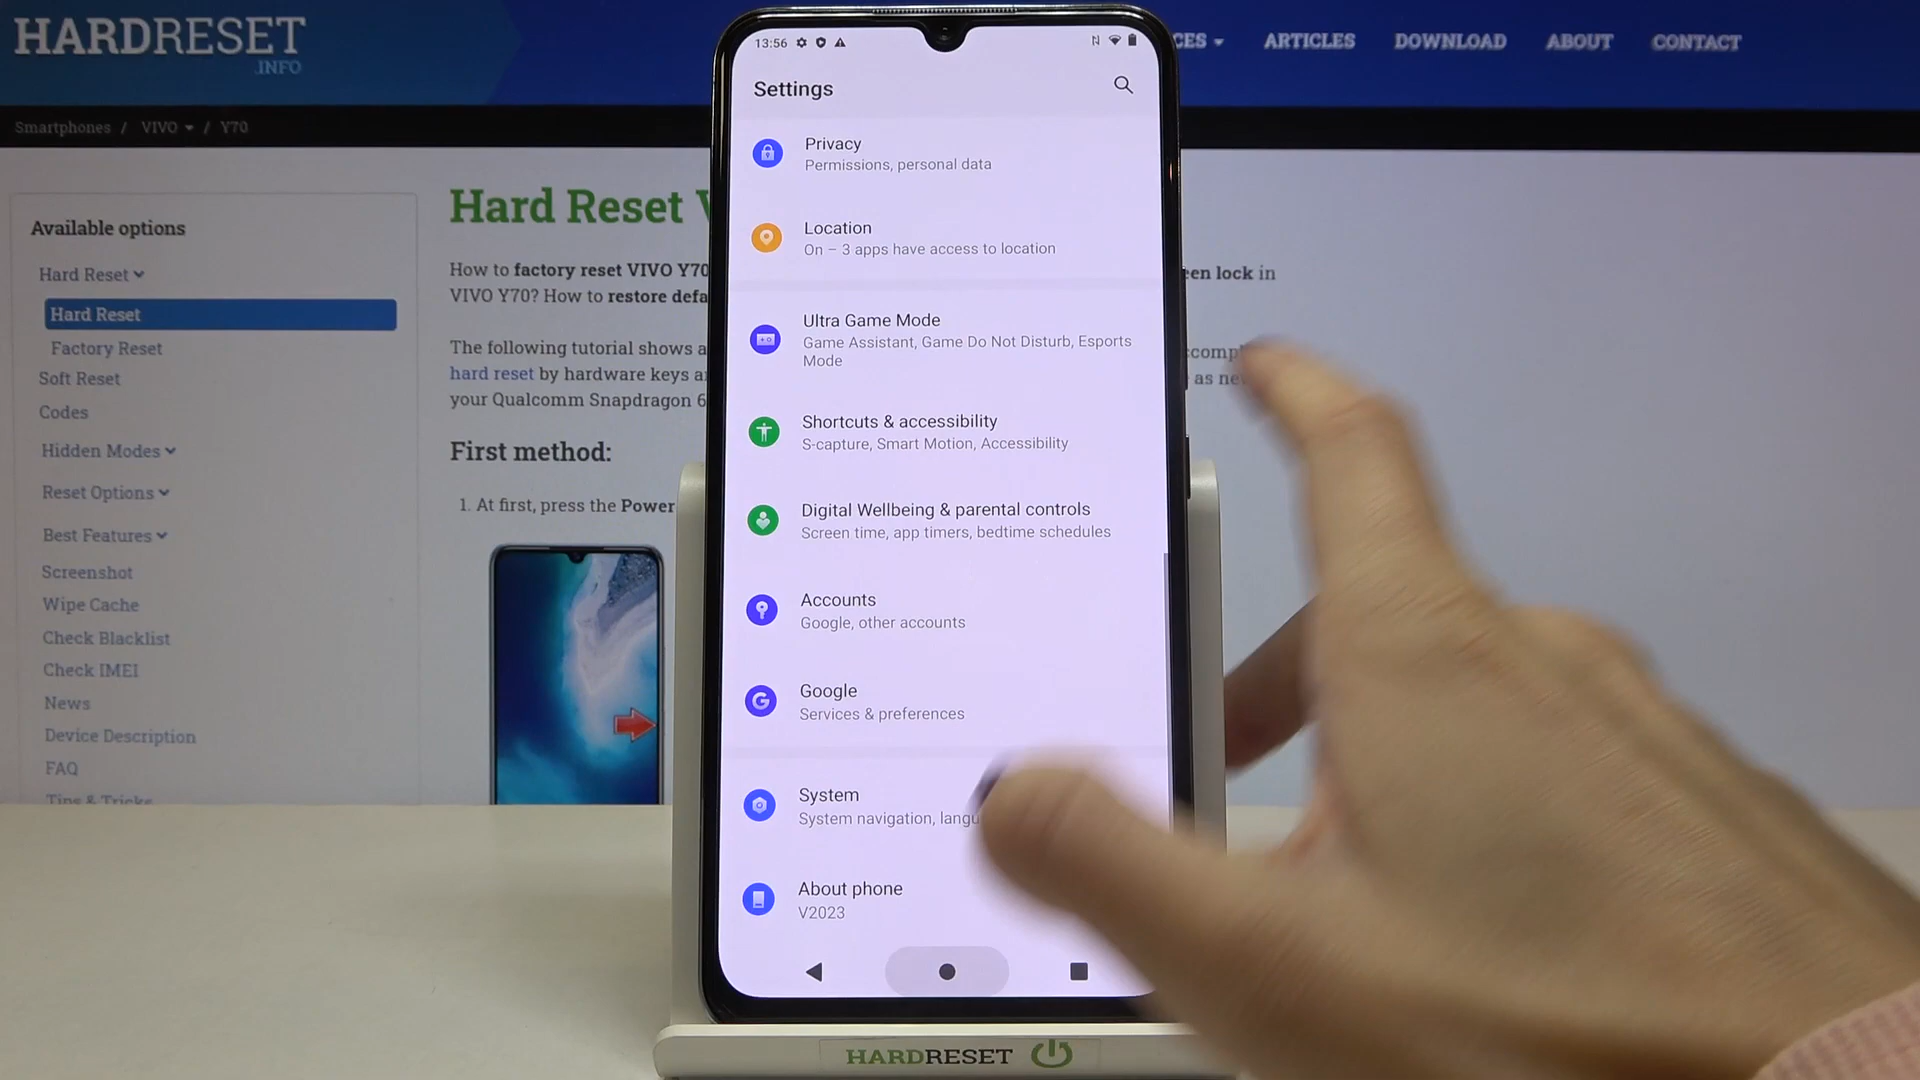 HARDRESET
.INFO
CES
ARTICLES
DOWNLOAD
ABOUT
CONTACT
Smartphones / VIVO / Y70
Available options
Hard Reset
Hard Reset
Factory Reset
Soft Reset
Codes
Hidden Modes
Reset Options
Best Features
Screenshot
Wipe Cache
Check Blacklist
Check IMEI
News
Device Description
FAQ
Tips & Tricks
Hard Reset V
How to factory reset VIVO Y70
een lock in
VIVO Y70? How to restore defa
The following tutorial shows a
ccomp
hard reset by hardware keys a
as ne
your Qualcomm Snapdragon 6
First method:
1. At first, press the Power
13:56
Settings
Privacy
Permissions, personal data
Location
On – 3 apps have access to location
Ultra Game Mode
Game Assistant, Game Do Not Disturb, Esports
Mode
Shortcuts & accessibility
S-capture, Smart Motion, Accessibility
Digital Wellbeing & parental controls
Screen time, app timers, bedtime schedules
Accounts
Google, other accounts
Google
Services & preferences
System
System navigation, langu
About phone
V2023
HARDRESET